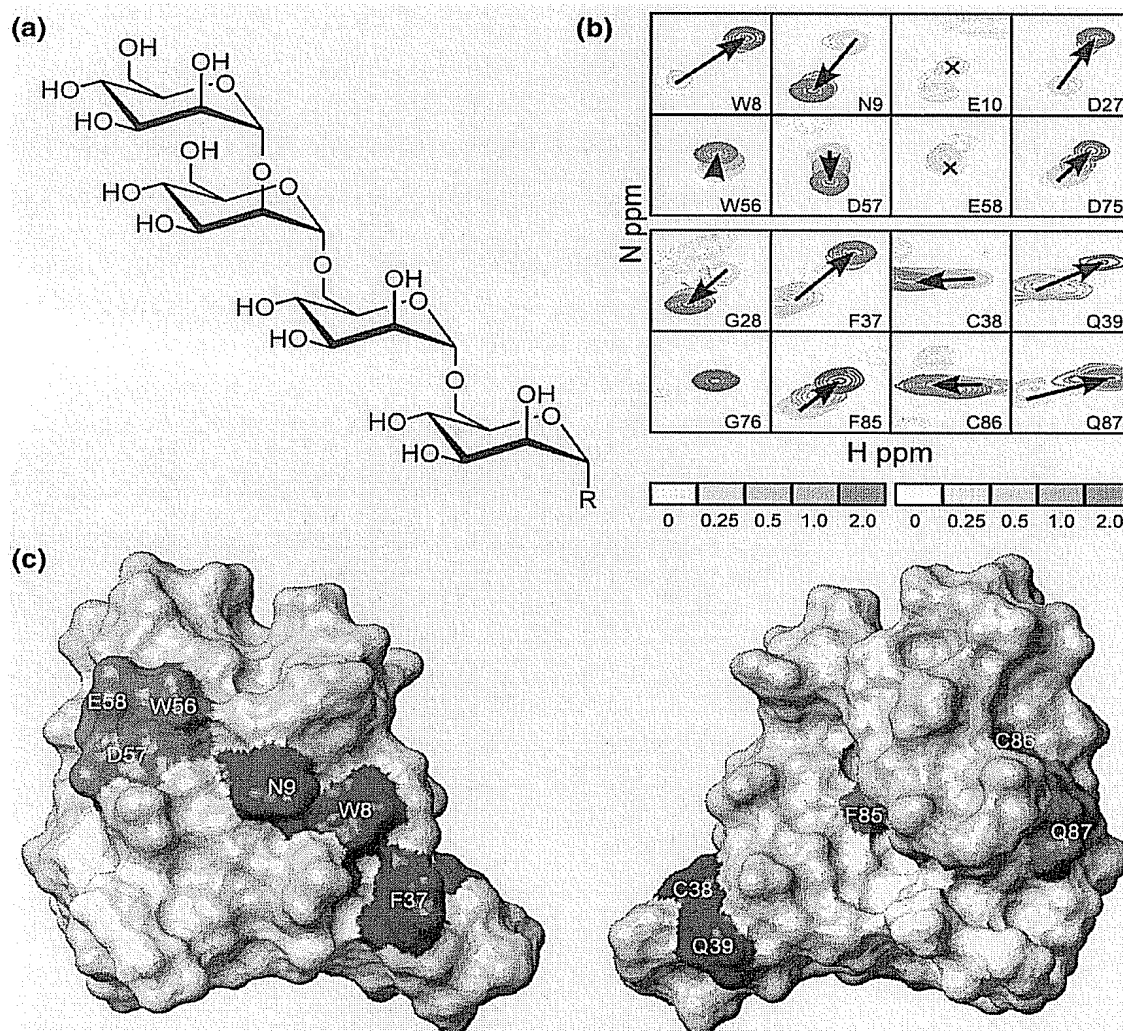 (a)
OH
OH
HO
O
HO
HO
OH
O
HO
O
HO
HO
O
OH
O
HO
HO
HO
O
OH
HO
O
HO
HO
R
(b)
W8 N9 E10 D27
W56 D57 E58 D75
G28 F37 C38 Q39
G76 F85 C86 Q87
N ppm
H ppm
0 0.25 0.5 1.0 2.0 0 0.25 0.5 1.0 2.0
(c)
E58 W56
D57
N9
W8
F37
C86
F85
Q87
C38
Q39